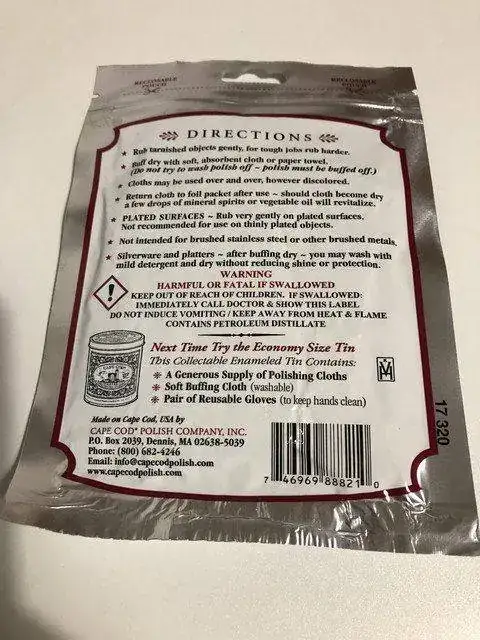 RECLOSABLE
POUCH
RECLOSABLE
POUCH
DIRECTIONS
★ Rub tarnished objects gently, for tough jobs rub harder.
★ Buff dry with soft, absorbent cloth or paper towel.
(Do not try to wash polish off ~ polish must be buffed off.)
★ Cloths may be used over and over, however discolored.
★ Return cloth to foil packet after use ~ should cloth become dry
a few drops of mineral spirits or vegetable oil will revitalize.
★ PLATED SURFACES ~ Rub very gently on plated surfaces.
Not recommended for use on thinly plated objects.
★ Not intended for brushed stainless steel or other brushed metals.
★ Silverware and platters ~ after buffing dry ~ you may wash with
mild detergent and dry without reducing shine or protection.
WARNING
HARMFUL OR FATAL IF SWALLOWED
KEEP OUT OF REACH OF CHILDREN. IF SWALLOWED:
IMMEDIATELY CALL DOCTOR & SHOW THIS LABEL
DO NOT INDUCE VOMITING / KEEP AWAY FROM HEAT & FLAME
CONTAINS PETROLEUM DISTILLATE
Next Time Try the Economy Size Tin
This Collectable Enameled Tin Contains:
A Generous Supply of Polishing Cloths
Soft Buffing Cloth (washable)
Pair of Reusable Gloves (to keep hands clean)
Made on Cape Cod, USA by
CAPE COD® POLISH COMPANY, INC.
P.O. Box 2039, Dennis, MA 02638-5039
Phone: (800) 682-4246
Email: info@capecodpolish.com
www.capecodpolish.com
7 46969 88821 0
17 320